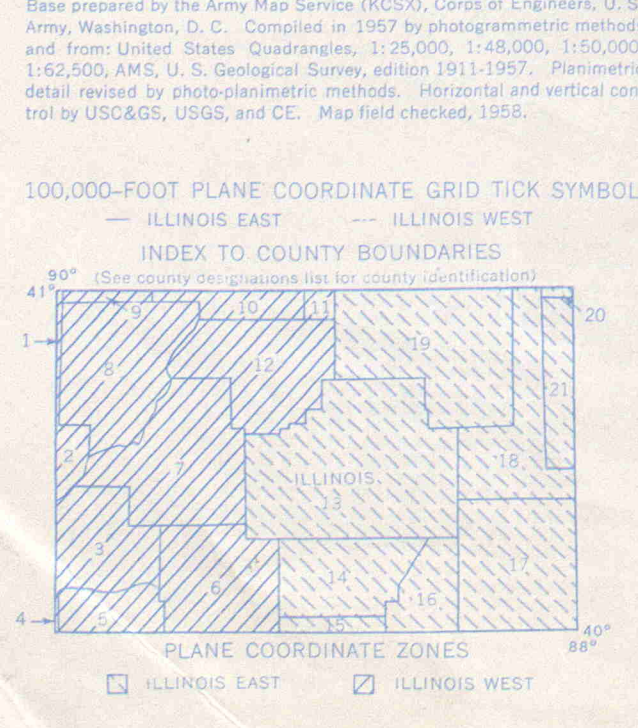 Base prepared by the Army Map Service (KCSX), Corps of Engineers, U. S.
Army, Washington, D. C. Compiled in 1957 by photogrammetric methods
and from: United States Quadrangles, 1:25,000, 1:48,000, 1:50,000
1:62,500, AMS, U. S. Geological Survey, edition 1911-1957. Planimetric
detail revised by photo-planimetric methods. Horizontal and vertical con-
trol by USC&GS, USGS, and CE. Map field checked, 1958.
100,000-FOOT PLANE COORDINATE GRID TICK SYMBOL
ILLINOIS EAST ILLINOIS WEST
INDEX TO COUNTY BOUNDARIES
90° (See county designations list for county identification)
41°
9 10 11 20
1 19
8 12
21
2 7 18
ILLINOIS
13
3 17
14
6 16
4 5 15
40°
88°
PLANE COORDINATE ZONES
ILLINOIS EAST ILLINOIS WEST